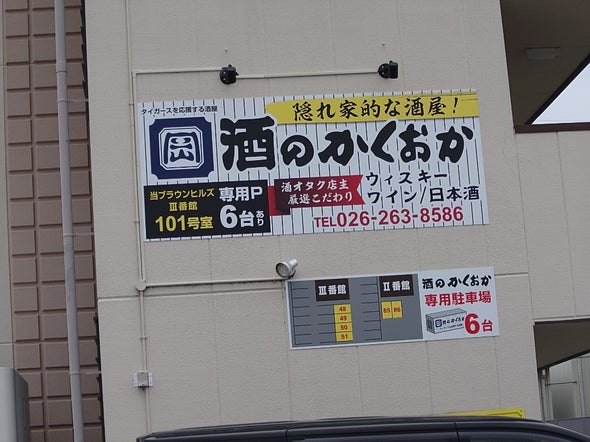 タイガースを応援する酒屋
隠れ家的な酒屋!
岡
酒のかくおか
当ブラウンヒルズ
III番館
101号室
専用P
6台あり
酒オタク店主
厳選こだわり
ウィスキー
ワイン/日本酒
TEL026-263-8586
III番館
48
49
50
51
II番館
85 86
酒のかくおか
専用駐車場
6台